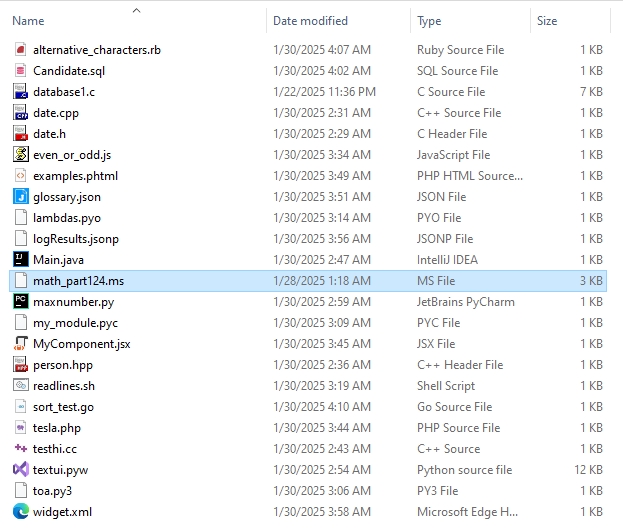 Name Date modified Type Size
alternative_characters.rb 1/30/2025 4:07 AM Ruby Source File 1 KB
Candidate.sql 1/30/2025 4:02 AM SQL Source File 1 KB
database1.c 1/22/2025 11:36 PM C Source File 7 KB
date.cpp 1/30/2025 2:31 AM C++ Source File 1 KB
date.h 1/30/2025 2:29 AM C Header File 1 KB
even_or_odd.js 1/30/2025 3:34 AM JavaScript File 1 KB
examples.phtml 1/30/2025 3:49 AM PHP HTML Source... 1 KB
glossary.json 1/30/2025 3:51 AM JSON File 1 KB
lambdas.pyo 1/30/2025 3:14 AM PYO File 1 KB
logResults.jsonp 1/30/2025 3:56 AM JSONP File 1 KB
Main.java 1/30/2025 2:47 AM IntelliJ IDEA 1 KB
math_part124.ms 1/28/2025 1:18 AM MS File 3 KB
maxnumber.py 1/30/2025 2:59 AM JetBrains PyCharm 1 KB
my_module.pyc 1/30/2025 3:09 AM PYC File 1 KB
MyComponent.jsx 1/30/2025 3:45 AM JSX File 1 KB
person.hpp 1/30/2025 2:36 AM C++ Header File 1 KB
readlines.sh 1/30/2025 3:19 AM Shell Script 1 KB
sort_test.go 1/30/2025 4:10 AM Go Source File 1 KB
tesla.php 1/30/2025 3:44 AM PHP Source File 1 KB
testhi.cc 1/30/2025 2:43 AM C++ Source 1 KB
textui.pyw 1/30/2025 2:54 AM Python source file 12 KB
toa.py3 1/30/2025 3:06 AM PY3 File 1 KB
widget.xml 1/30/2025 3:58 AM Microsoft Edge H... 1 KB